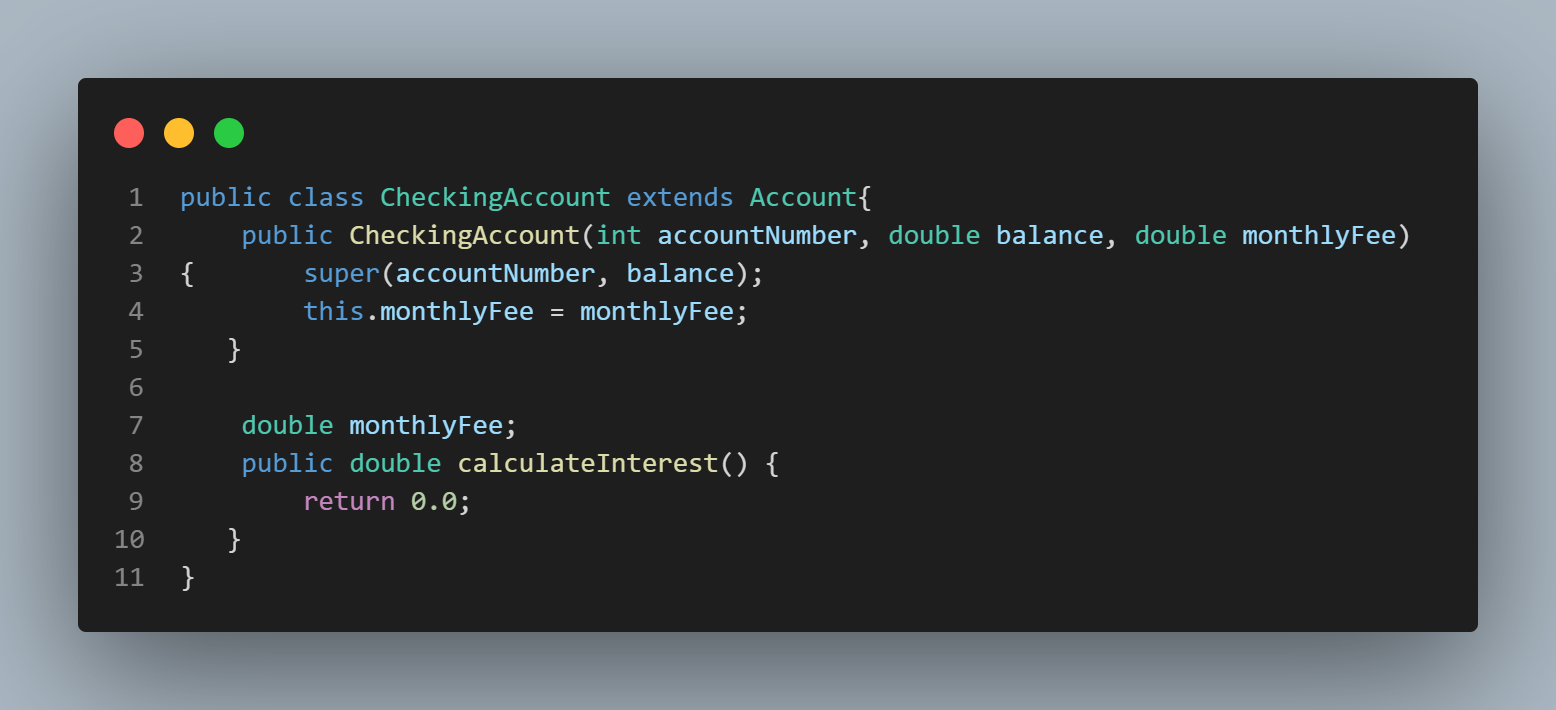 1 public class CheckingAccount extends Account{
2     public CheckingAccount(int accountNumber, double balance, double monthlyFee)
3 {       super(accountNumber, balance);
4         this.monthlyFee = monthlyFee;
5    }
6
7     double monthlyFee;
8     public double calculateInterest() {
9         return 0.0;
10    }
11 }